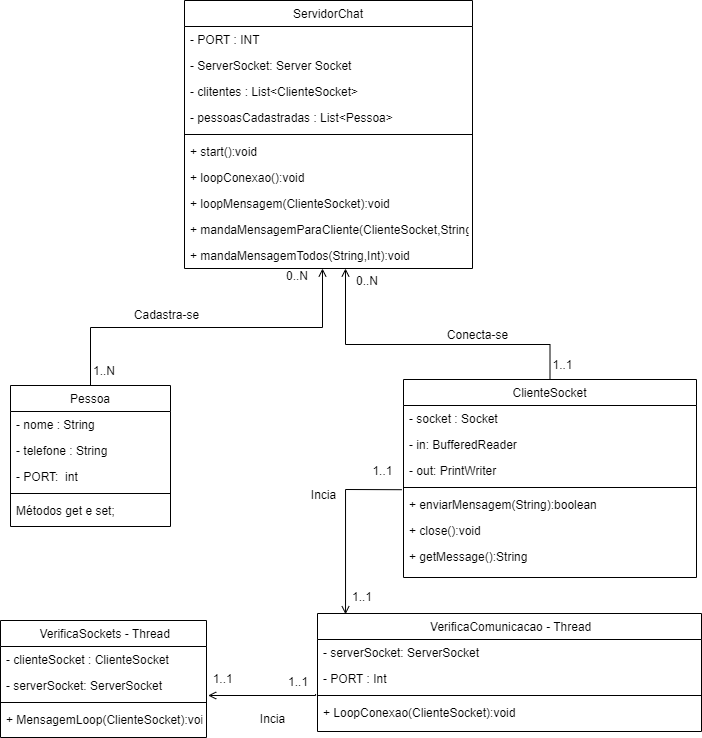 ServidorChat
- PORT : INT
- ServerSocket: Server Socket
- clitentes : List<ClienteSocket>
- pessoasCadastradas : List<Pessoa>
+ start():void
+ loopConexao():void
+ loopMensagem(ClienteSocket):void
+ mandaMensagemParaCliente(ClienteSocket,String
+ mandaMensagemTodos(String,Int):void
0..N
0..N
Cadastra-se
Conecta-se
1..N
1..1
Pessoa
- nome : String
- telefone : String
- PORT: int
Métodos get e set;
ClienteSocket
- socket : Socket
- in: BufferedReader
- out: PrintWriter
+ enviarMensagem(String):boolean
+ close():void
+ getMessage():String
1..1
Incia
1..1
VerificaSockets - Thread
- clienteSocket : ClienteSocket
- serverSocket: ServerSocket
+ MensagemLoop(ClienteSocket):voi
1..1
1..1
Incia
VerificaComunicacao - Thread
- serverSocket: ServerSocket
- PORT : Int
+ LoopConexao(ClienteSocket):void